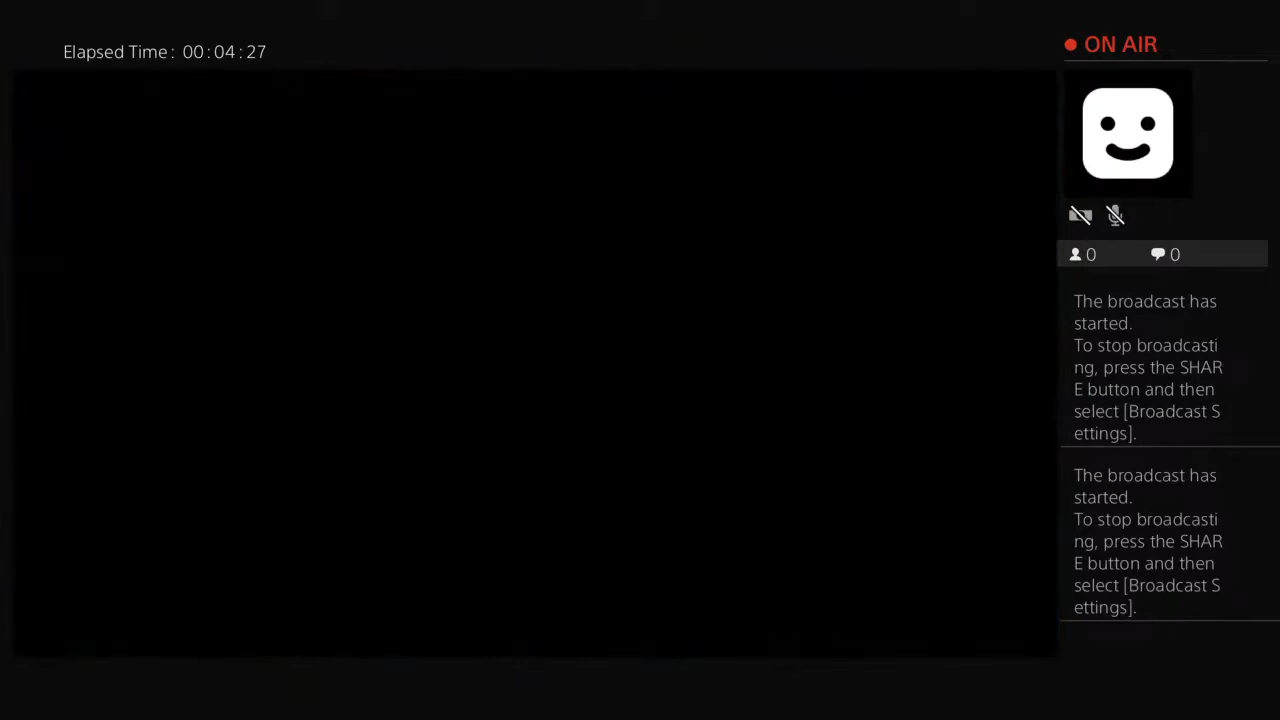 Elapsed Time: 00:04:27
ON AIR
0 0
The broadcast has
started.
To stop broadcasti
ng, press the SHAR
E button and then
select [Broadcast S
ettings].
The broadcast has
started.
To stop broadcasti
ng, press the SHAR
E button and then
select [Broadcast S
ettings].